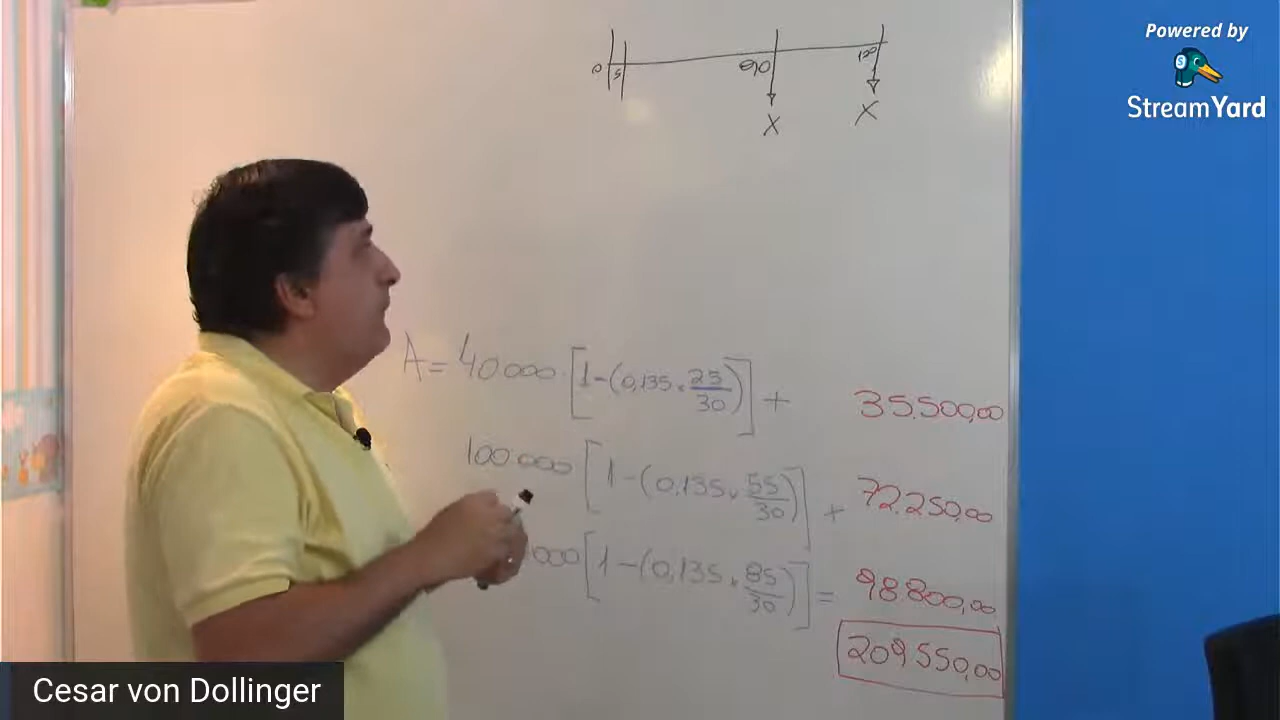 Powered by
StreamYard
0 5 90 120
X X
A = 40 000 . [1-(0,135 . 25/30)] + 35.500,00
100 000 [1-(0,135 . 55/30)] + 72.250,00
000 [1-(0,135 . 85/30)] = 98.800,00
209 550,00
Cesar von Dollinger